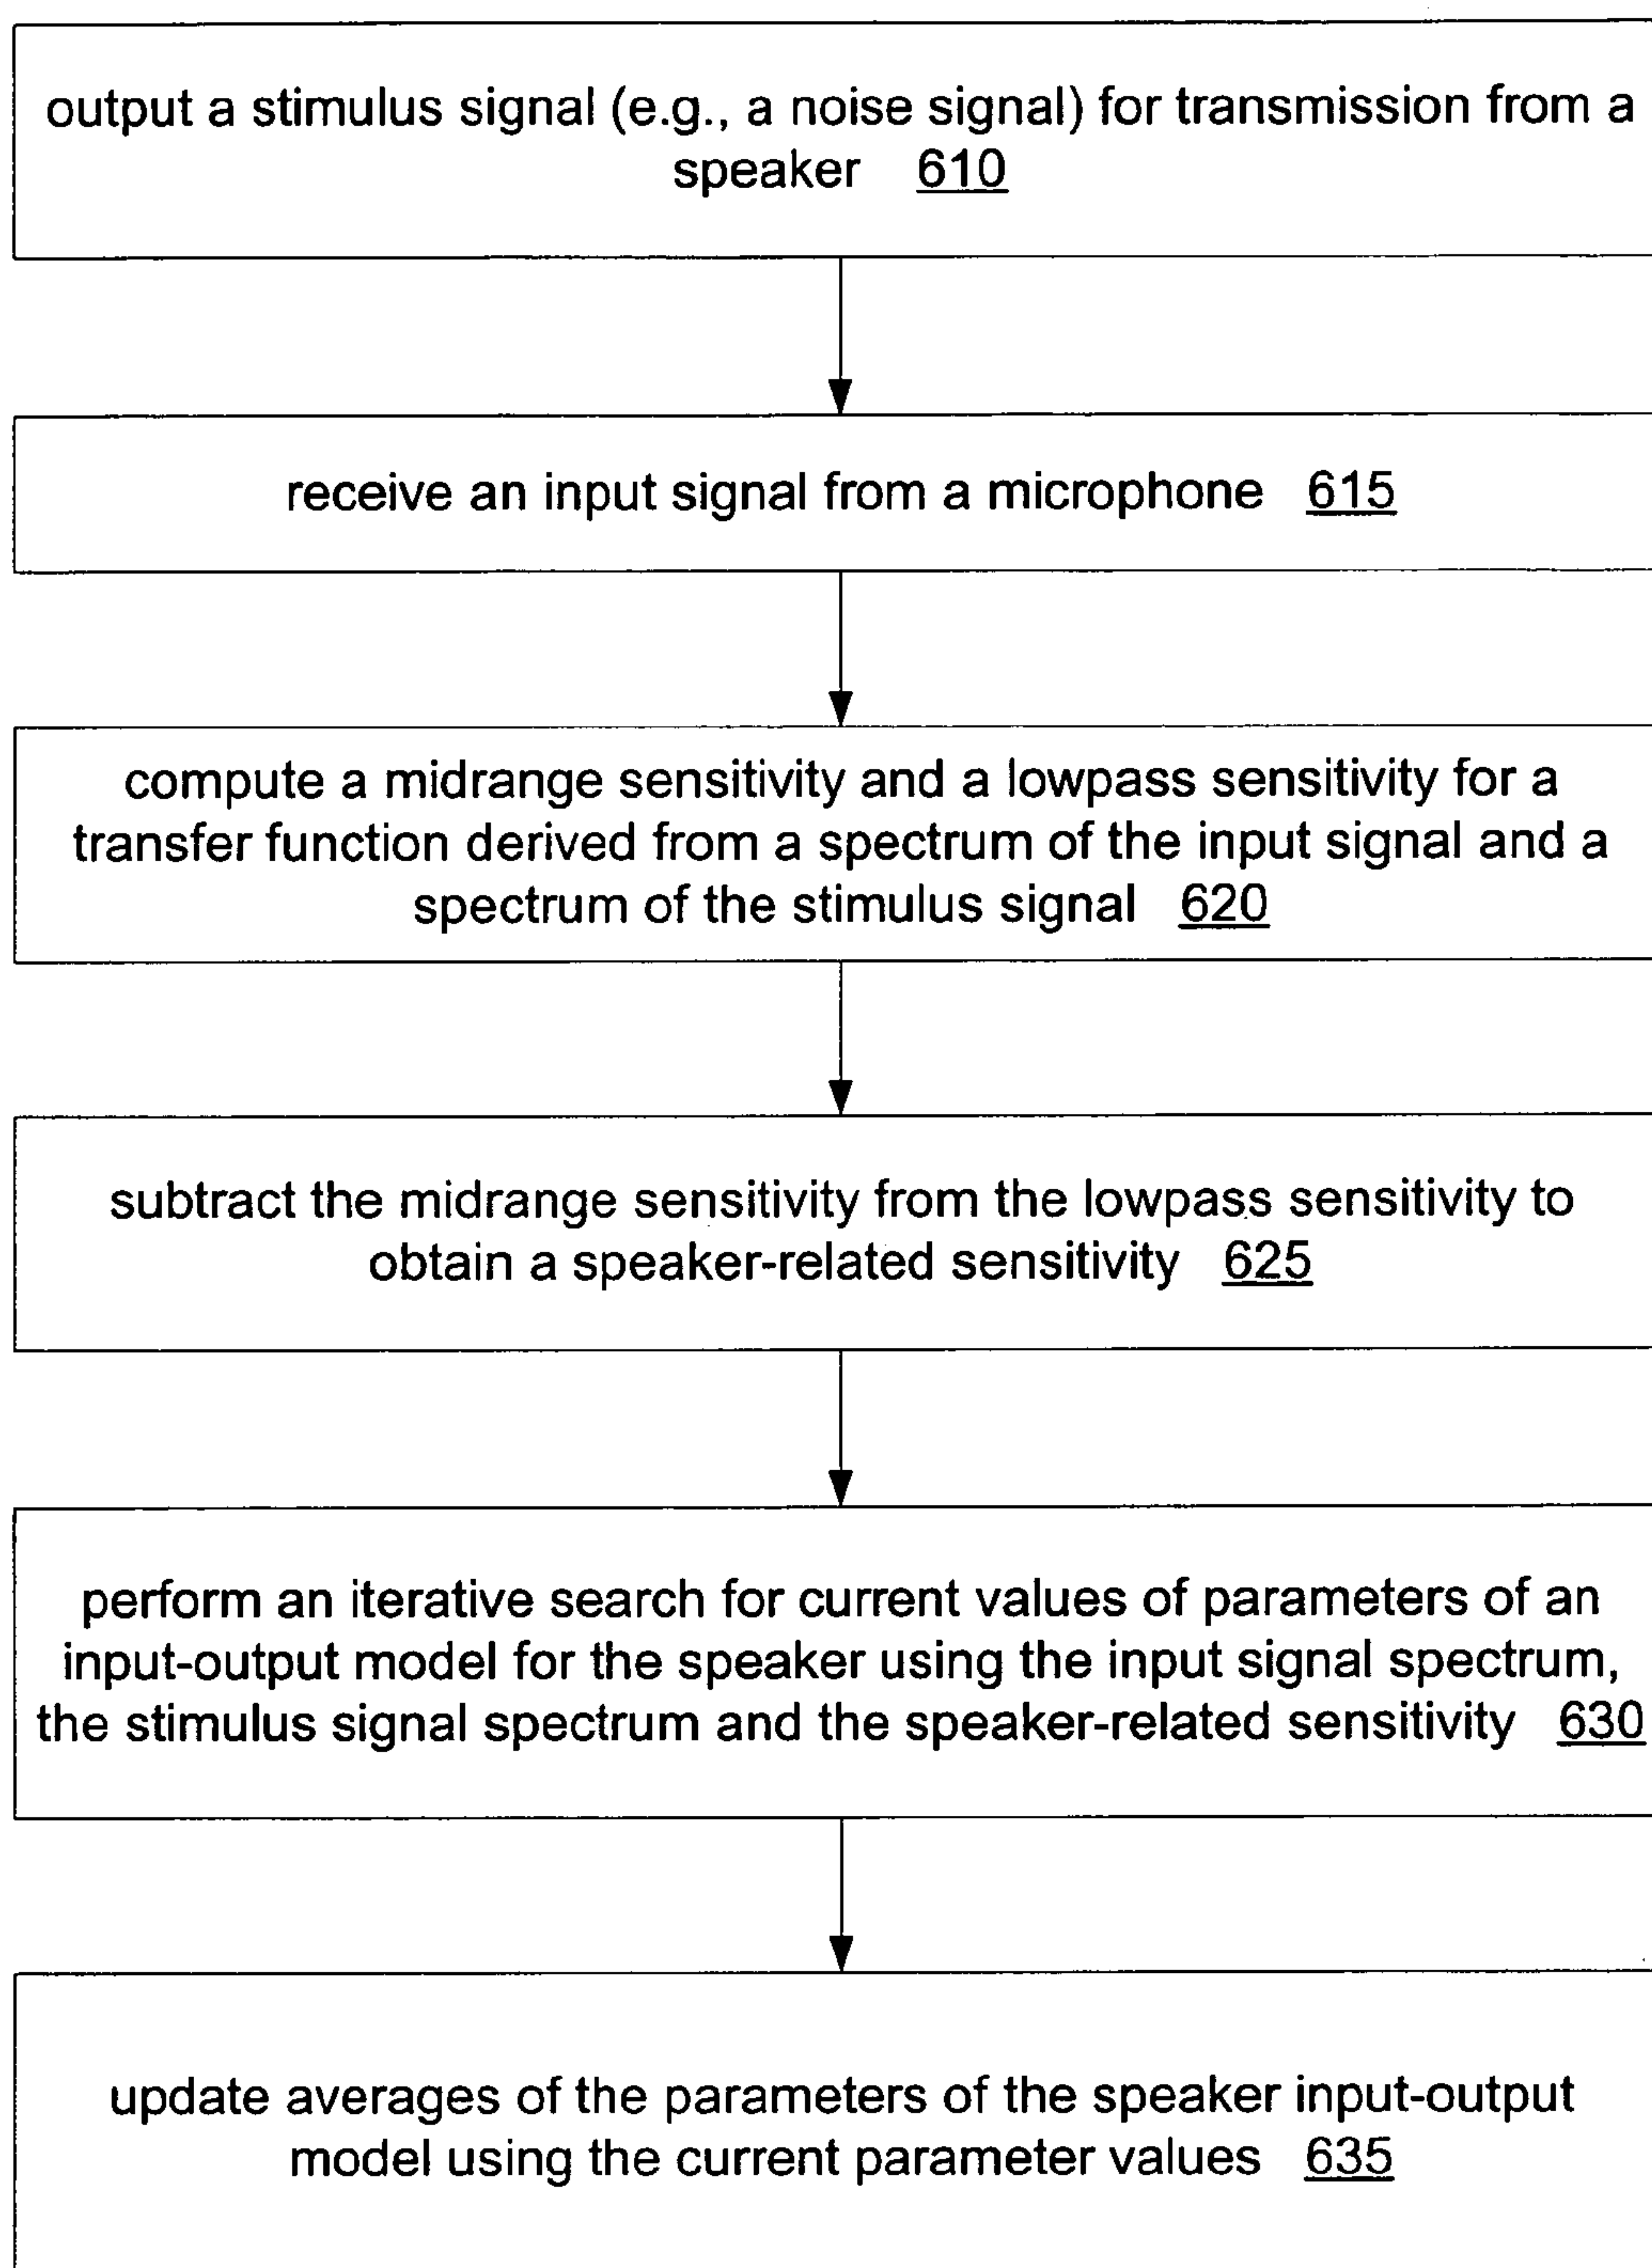 output a stimulus signal (e.g., a noise signal) for transmission from a
speaker 610
receive an input signal from a microphone 615
compute a midrange sensitivity and a lowpass sensitivity for a
transfer function derived from a spectrum of the input signal and a
spectrum of the stimulus signal 620
subtract the midrange sensitivity from the lowpass sensitivity to
obtain a speaker-related sensitivity 625
perform an iterative search for current values of parameters of an
input-output model for the speaker using the input signal spectrum,
the stimulus signal spectrum and the speaker-related sensitivity 630
update averages of the parameters of the speaker input-output
model using the current parameter values 635